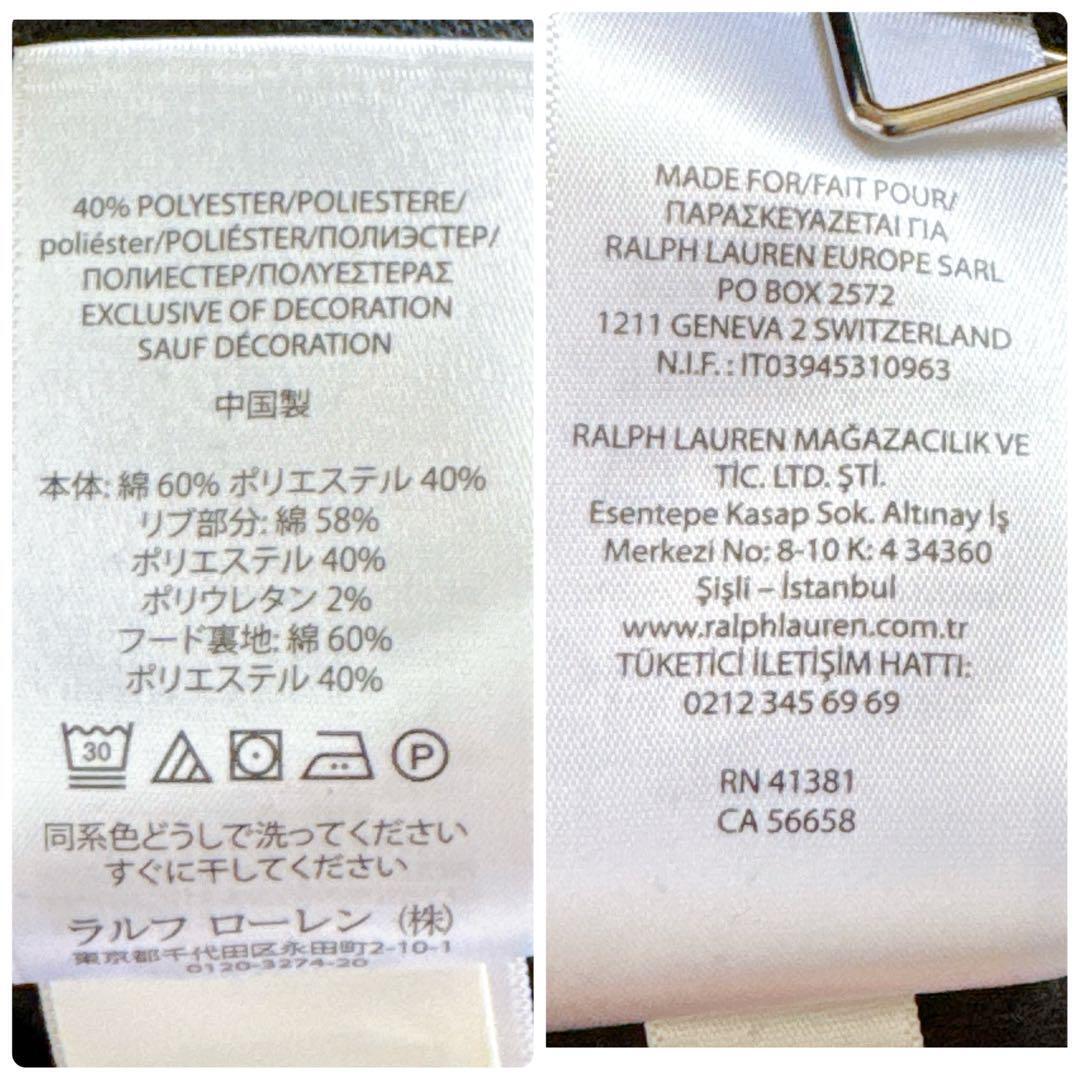 40% POLYESTER/POLIESTERE/
poliéster/POLIÉSTER/ПОЛИЭСТЕР/
ПОЛИЕСТЕР/ΠΟΛΥΕΣΤΕΡΑΣ
EXCLUSIVE OF DECORATION
SAUF DÉCORATION
中国製
本体: 綿 60% ポリエステル 40%
リブ部分: 綿 58%
ポリエステル 40%
ポリウレタン 2%
フード裏地: 綿 60%
ポリエステル 40%
30
P
同系色どうしで洗ってください
すぐに干してください
ラルフ ローレン (株)
東京都千代田区永田町2-10-1
0120-3274-20
MADE FOR/FAIT POUR/
ΠΑΡΑΣΚΕΥΑΖΕΤΑΙ ΓΙΑ
RALPH LAUREN EUROPE SARL
PO BOX 2572
1211 GENEVA 2 SWITZERLAND
N.I.F. : IT03945310963
RALPH LAUREN MAĞAZACILIK VE
TİC. LTD. ŞTİ.
Esentepe Kasap Sok. Altınay İş
Merkezi No: 8-10 K: 4 34360
Şişli – İstanbul
www.ralphlauren.com.tr
TÜKETİCİ İLETİŞİM HATTI:
0212 345 69 69
RN 41381
CA 56658